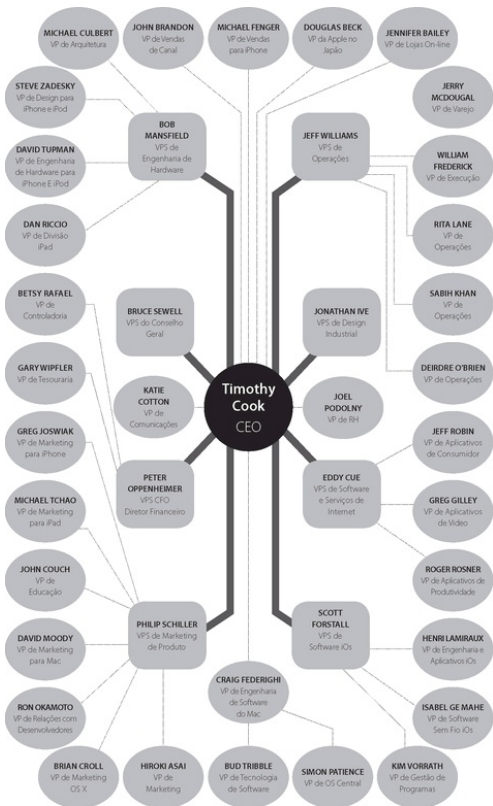 MICHAEL CULBERT
VP de Arquitetura
JOHN BRANDON
VP de Vendas
de Canal
MICHAEL FENGER
VP de Vendas
para iPhone
DOUGLAS BECK
VP da Apple no
Japão
JENNIFER BAILEY
VP de Lojas On-line
STEVE ZADESKY
VP de Design para
iPhone e iPod
JERRY
MCDOUGAL
VP de Varejo
BOB
MANSFIELD
VPS de
Engenharia de
Hardware
JEFF WILLIAMS
VPS de
Operações
DAVID TUPMAN
VP de Engenharia
de Hardware para
iPhone E iPod
WILLIAM
FREDERICK
VP de Execução
DAN RICCIO
VP de Divisão
iPad
RITA LANE
VP de
Operações
BETSY RAFAEL
VP de
Controladoria
SABIH KHAN
VP de
Operações
BRUCE SEWELL
VPS do Conselho
Geral
JONATHAN IVE
VPS de Design
Industrial
GARY WIPFLER
VP de Tesouraria
DEIRDRE O'BRIEN
VP de Operações
Timothy
Cook
CEO
KATIE
COTTON
VP de
Comunicações
JOEL
PODOLNY
VP de RH
GREG JOSWIAK
VP de Marketing
para iPhone
JEFF ROBIN
VP de Aplicativos
de Consumidor
PETER
OPPENHEIMER
VPS CFO
Diretor Financeiro
EDDY CUE
VPS de Software
e Serviços de
Internet
MICHAEL TCHAO
VP de Marketing
para iPad
GREG GILLEY
VP de Aplicativos
de Video
JOHN COUCH
VP de
Educação
ROGER ROSNER
VP de Aplicativos de
Produtividade
PHILIP SCHILLER
VPS de Marketing
de Produto
SCOTT
FORSTALL
VPS de
Software iOs
DAVID MOODY
VP de Marketing
para Mac
HENRI LAMIRAUX
VP de Engenharia e
Aplicativos iOs
CRAIG FEDERIGHI
VP de Engenharia
de Software
do Mac
RON OKAMOTO
VP de Relações com
Desenvolvedores
ISABEL GE MAHE
VP de Software
Sem Fio iOs
BRIAN CROLL
VP de Marketing
OS X
HIROKI ASAI
VP de
Marketing
BUD TRIBBLE
VP de Tecnologia
de Software
SIMON PATIENCE
VP de OS Central
KIM VORRATH
VP de Gestão de
Programas